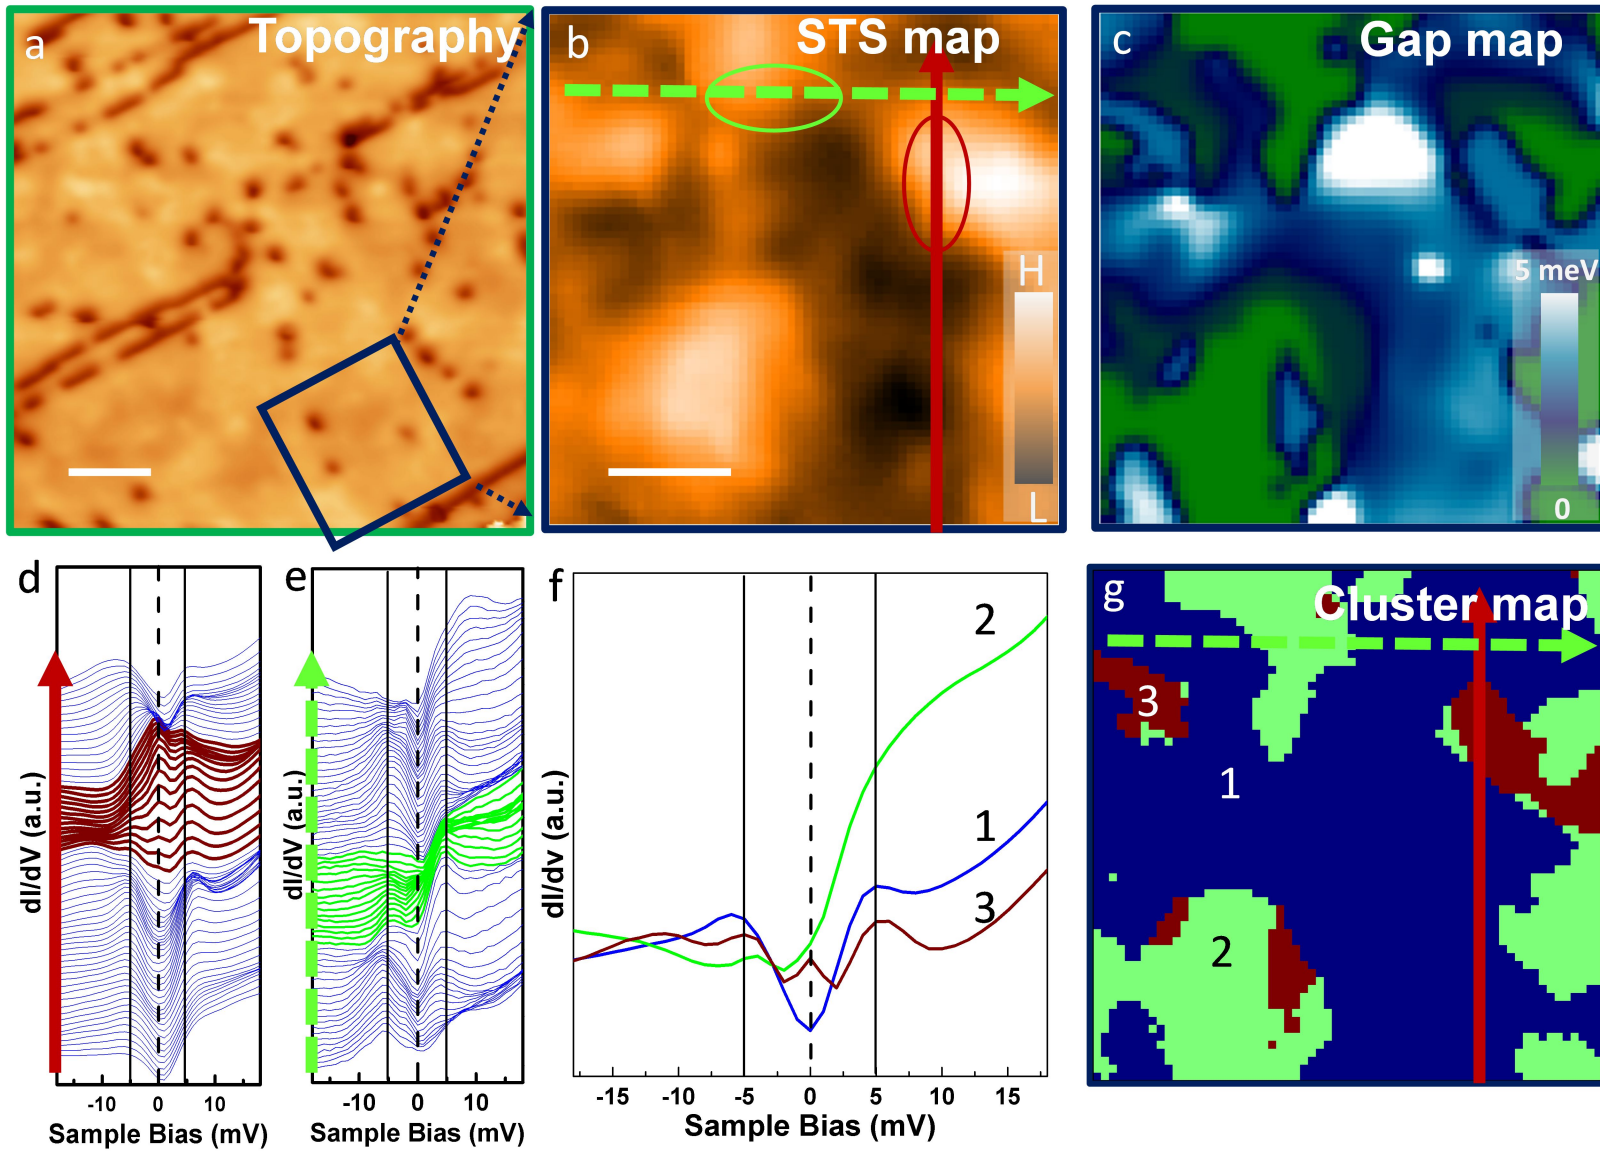 a
Topography
b
STS map
H
L
c
Gap map
5 meV
0
d
dI/dV (a.u.)
-10 0 10
Sample Bias (mV)
e
dI/dV (a.u.)
-10 0 10
Sample Bias (mV)
f
2
1
3
dI/dv (a.u.)
-15 -10 -5 0 5 10 15
Sample Bias (mV)
g
Cluster map
3
1
2